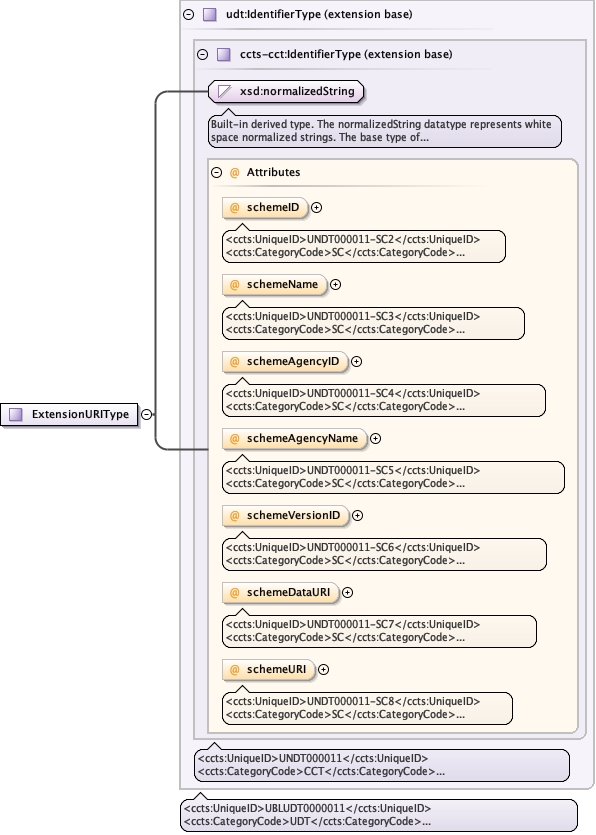 udt:IdentifierType (extension base)
ccts-cct:IdentifierType (extension base)
xsd:normalizedString
Built-in derived type. The normalizedString datatype represents white
space normalized strings. The base type of...
@ Attributes
@ schemeID
<ccts:UniqueID>UNDT000011-SC2</ccts:UniqueID>
<ccts:CategoryCode>SC</ccts:CategoryCode>...
@ schemeName
<ccts:UniqueID>UNDT000011-SC3</ccts:UniqueID>
<ccts:CategoryCode>SC</ccts:CategoryCode>...
@ schemeAgencyID
<ccts:UniqueID>UNDT000011-SC4</ccts:UniqueID>
<ccts:CategoryCode>SC</ccts:CategoryCode>...
ExtensionURIType
@ schemeAgencyName
<ccts:UniqueID>UNDT000011-SC5</ccts:UniqueID>
<ccts:CategoryCode>SC</ccts:CategoryCode>...
@ schemeVersionID
<ccts:UniqueID>UNDT000011-SC6</ccts:UniqueID>
<ccts:CategoryCode>SC</ccts:CategoryCode>...
@ schemeDataURI
<ccts:UniqueID>UNDT000011-SC7</ccts:UniqueID>
<ccts:CategoryCode>SC</ccts:CategoryCode>...
@ schemeURI
<ccts:UniqueID>UNDT000011-SC8</ccts:UniqueID>
<ccts:CategoryCode>SC</ccts:CategoryCode>...
<ccts:UniqueID>UNDT000011</ccts:UniqueID>
<ccts:CategoryCode>CCT</ccts:CategoryCode>...
<ccts:UniqueID>UBLUDT0000011</ccts:UniqueID>
<ccts:CategoryCode>UDT</ccts:CategoryCode>...